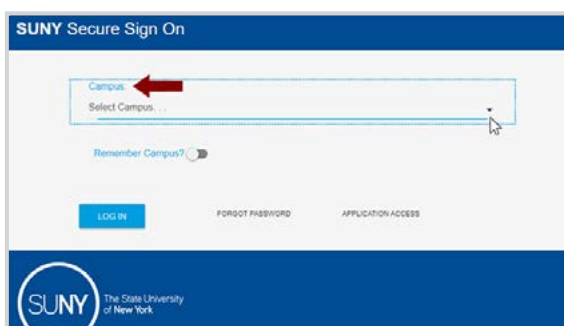 SUNY Secure Sign On
Campus:
Select Campus. . .
Remember Campus?
LOG IN
FORGOT PASSWORD
APPLICATION ACCESS
SUNY
The State University
of New York